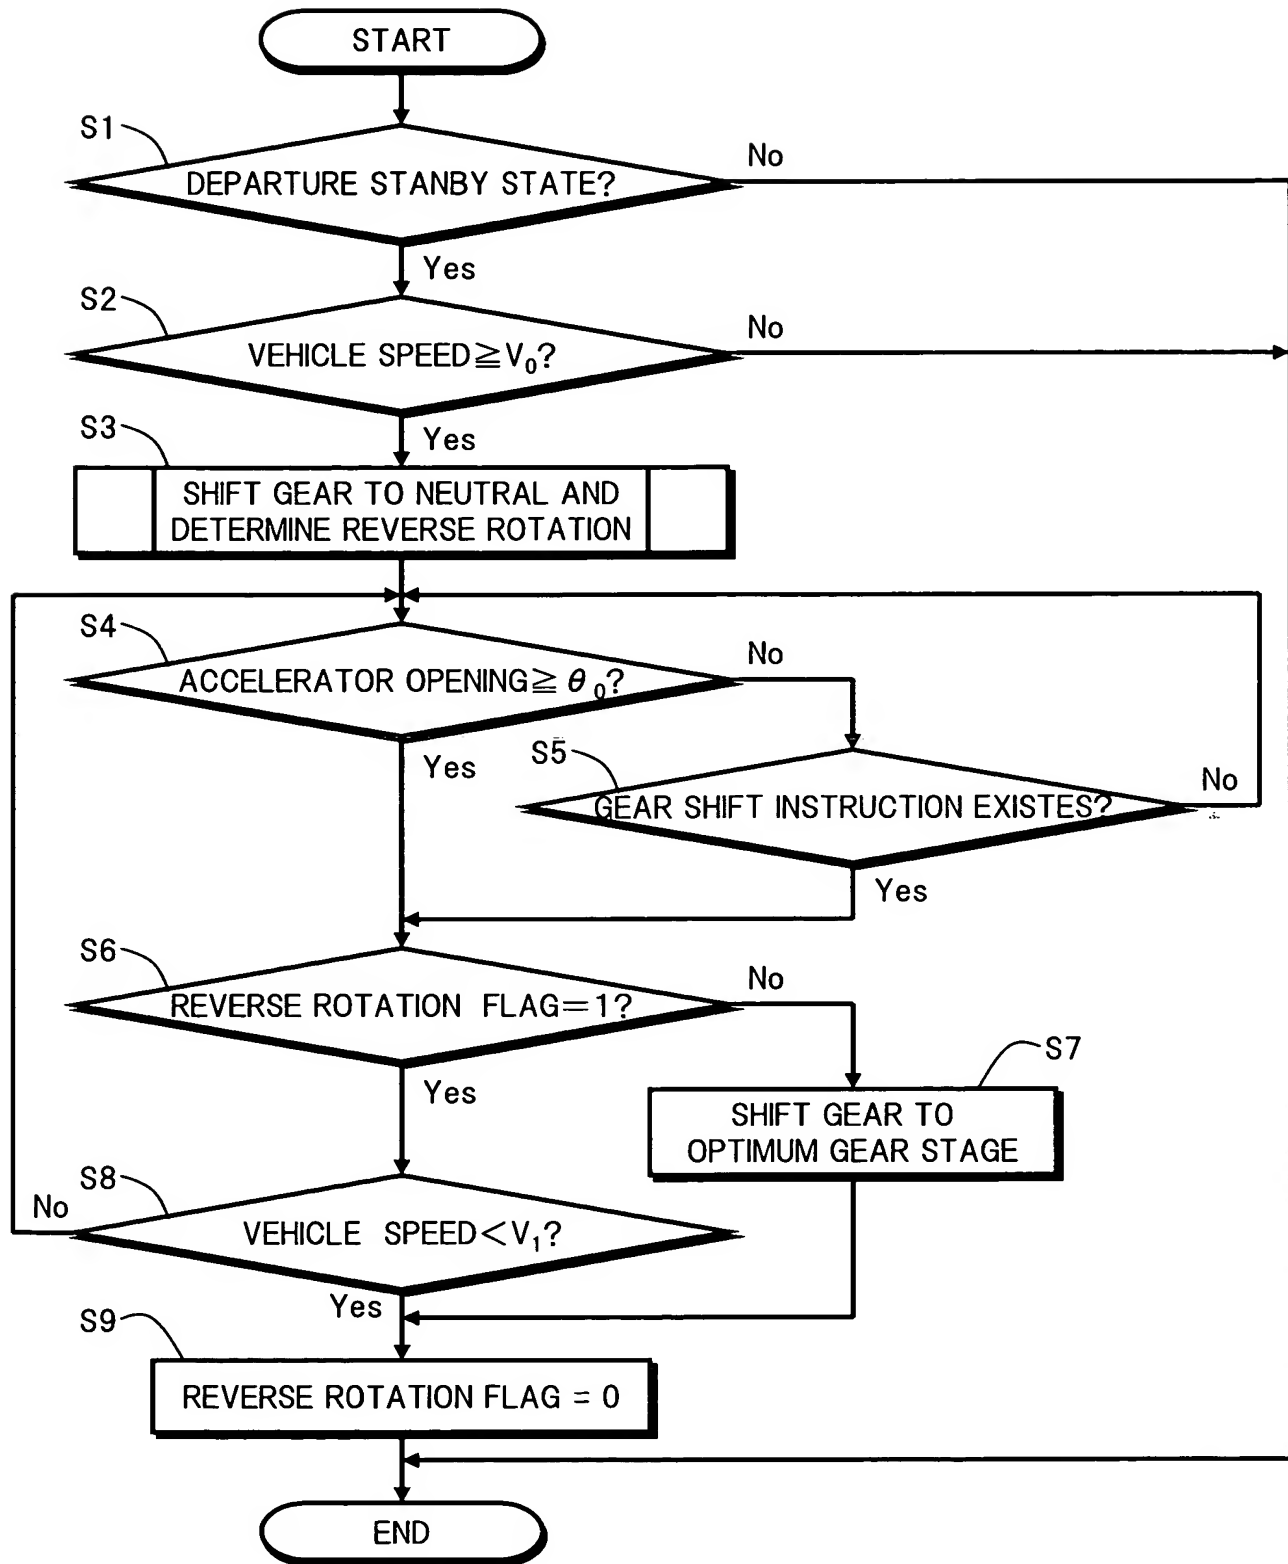 START
S1
DEPARTURE STANBY STATE?
No
Yes
S2
VEHICLE SPEED≧V₀?
No
Yes
S3
SHIFT GEAR TO NEUTRAL AND
DETERMINE REVERSE ROTATION
S4
ACCELERATOR OPENING≧ θ₀?
No
Yes
S5
GEAR SHIFT INSTRUCTION EXISTES?
No
Yes
S6
REVERSE ROTATION FLAG=1?
No
Yes
S7
SHIFT GEAR TO
OPTIMUM GEAR STAGE
S8
No
VEHICLE SPEED<V₁?
Yes
S9
REVERSE ROTATION FLAG = 0
END